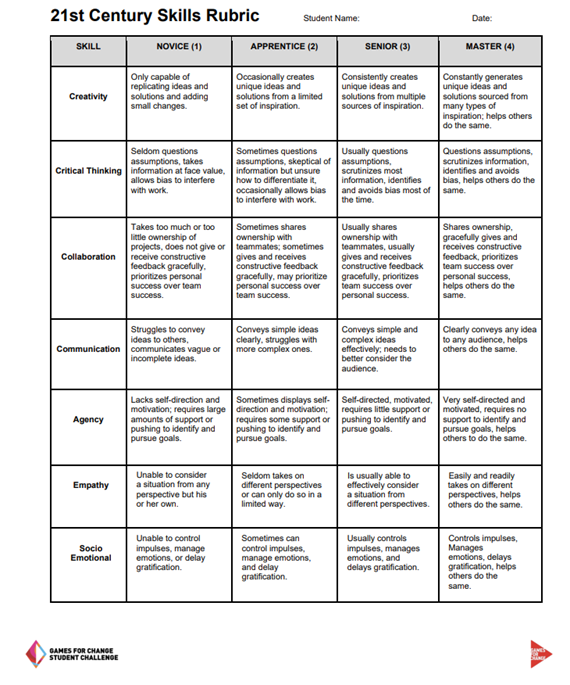 21st Century Skills Rubric
Student Name:
Date:
SKILL
NOVICE (1)
APPRENTICE (2)
SENIOR (3)
MASTER (4)
Creativity
Only capable of
replicating ideas and
solutions and adding
small changes.
Occasionally creates
unique ideas and
solutions from a limited
set of inspiration.
Consistently creates
unique ideas and
solutions from multiple
sources of inspiration.
Constantly generates
unique ideas and
solutions sourced from
many types of
inspiration; helps others
do the same.
Critical Thinking
Seldom questions
assumptions, takes
information at face value,
allows bias to interfere
with work.
Sometimes questions
assumptions, skeptical of
information but unsure
how to differentiate it,
occasionally allows bias
to interfere with work.
Usually questions
assumptions,
scrutinizes most
information, identifies
and avoids bias most of
the time.
Questions assumptions,
scrutinizes information,
identifies and avoids
bias, helps others do the
same.
Collaboration
Takes too much or too
little ownership of
projects, does not give or
receive constructive
feedback gracefully,
prioritizes personal
success over team
success.
Sometimes shares
ownership with
teammates; sometimes
gives and receives
constructive feedback
gracefully, may prioritize
personal success over
team success.
Usually shares
ownership with
teammates, usually
gives and receives
constructive feedback
gracefully, prioritizes
team success over
personal success.
Shares ownership,
gracefully gives and
receives constructive
feedback, prioritizes
team success over
personal success,
helps others do the
same.
Communication
Struggles to convey
ideas to others,
communicates vague or
incomplete ideas.
Conveys simple ideas
clearly, struggles with
more complex ones.
Conveys simple and
complex ideas
effectively; needs to
better consider the
audience.
Clearly conveys any idea
to any audience, helps
others do the same.
Agency
Lacks self-direction and
motivation; requires large
amounts of support or
pushing to identify and
pursue goals.
Sometimes displays self-
direction and motivation;
requires some support or
pushing to identify and
pursue goals.
Self-directed, motivated,
requires little support or
pushing to identify and
pursue goals.
Very self-directed and
motivated, requires no
support to identify and
pursue goals, helps
others to do the same.
Empathy
Unable to consider
a situation from any
perspective but his
or her own.
Seldom takes on
different perspectives
or can only do so in a
limited way.
Is usually able to
effectively consider
a situation from
different perspectives.
Easily and readily
takes on different
perspectives, helps
others do the same.
Socio
Emotional
Unable to control
impulses, manage
emotions, or delay
gratification.
Sometimes can
control impulses,
manage emotions,
and delay
gratification.
Usually controls
impulses, manages
emotions, and
delays gratification.
Controls impulses,
Manages
emotions, delays
gratification, helps
others do the
same.
GAMES FOR CHANGE
STUDENT CHALLENGE
GAMES
FOR
CHANGE